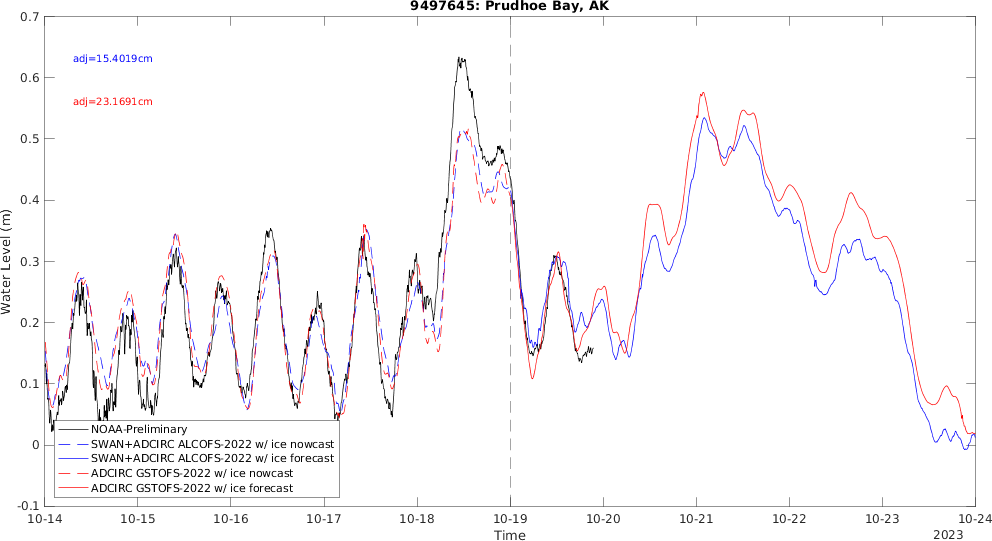 9497645: Prudhoe Bay, AK
0.7
0.6
0.5
0.4
0.3
0.2
0.1
0
-0.1
Water Level (m)
adj=15.4019cm
adj=23.1691cm
NOAA-Preliminary
SWAN+ADCIRC ALCOFS-2022 w/ ice nowcast
SWAN+ADCIRC ALCOFS-2022 w/ ice forecast
ADCIRC GSTOFS-2022 w/ ice nowcast
ADCIRC GSTOFS-2022 w/ ice forecast
10-14 10-15 10-16 10-17 10-18 10-19 10-20 10-21 10-22 10-23 10-24
Time
2023